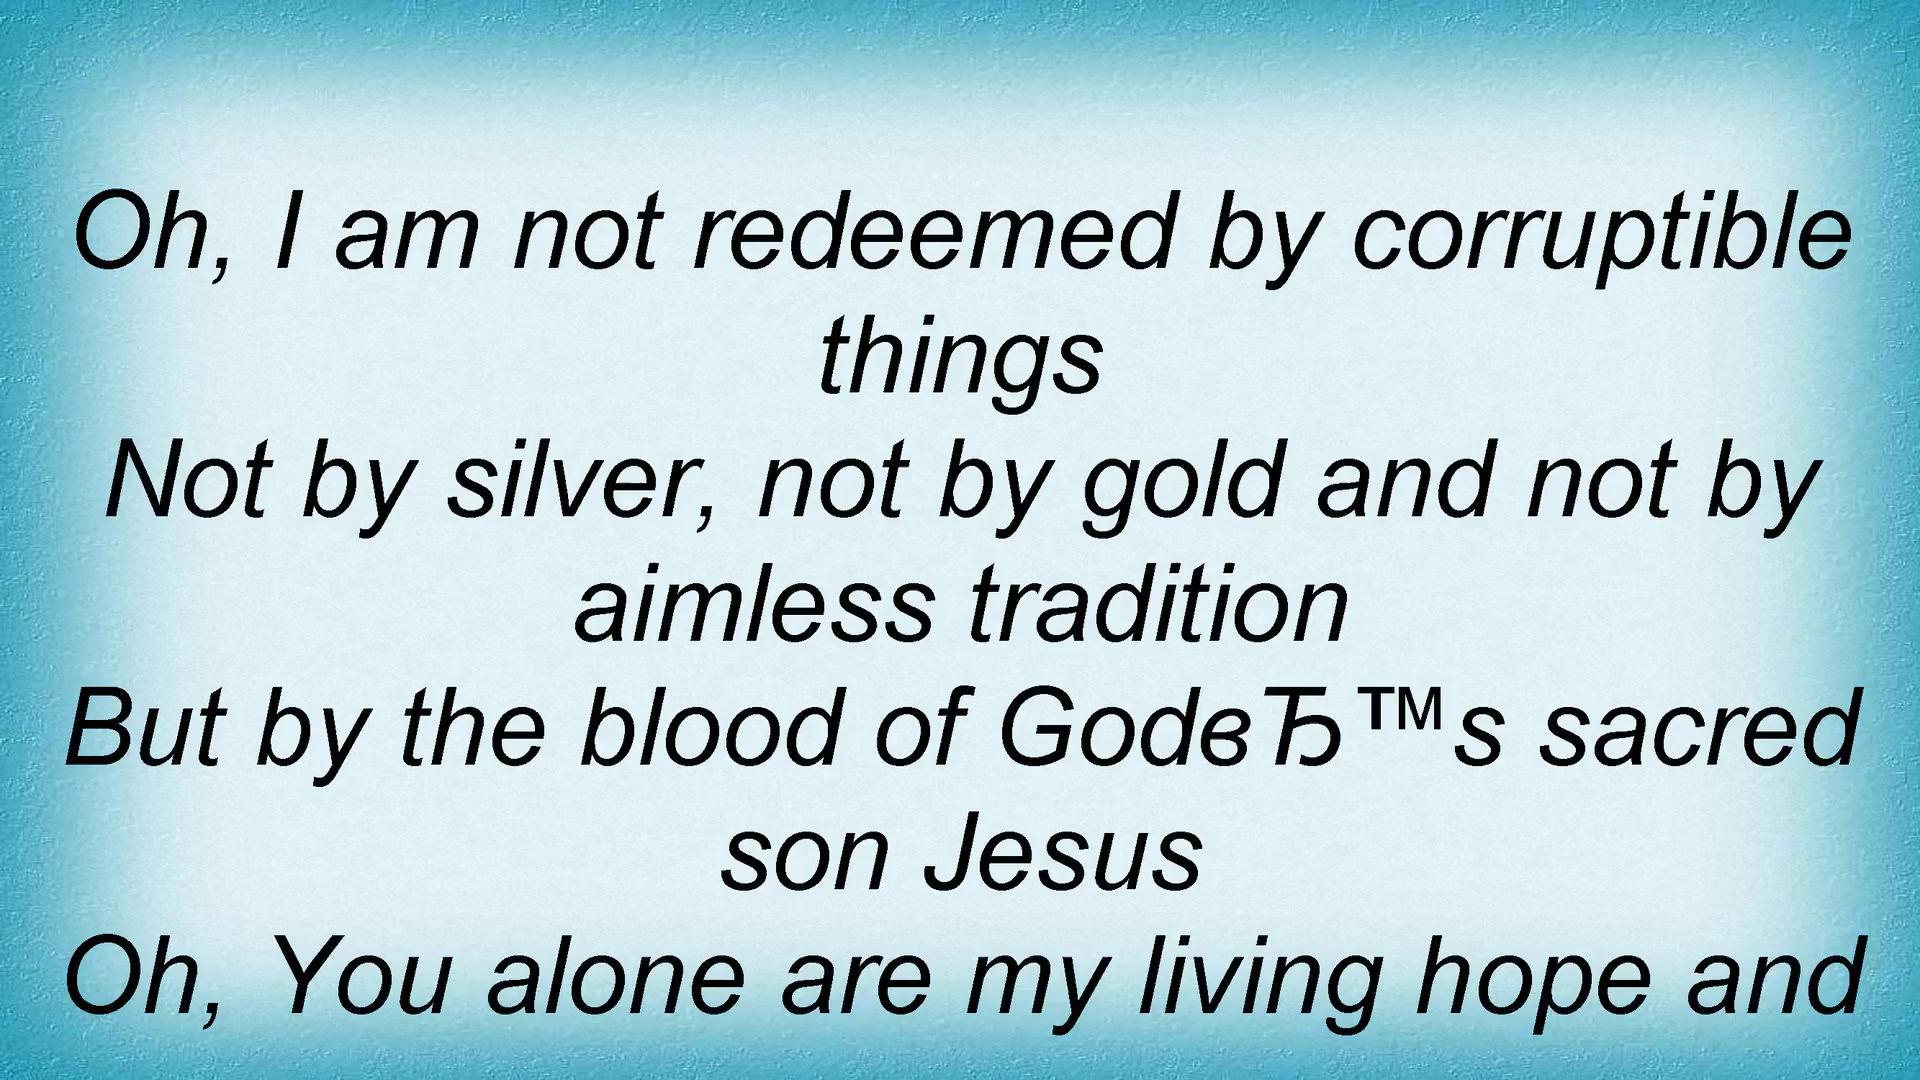 Oh, I am not redeemed by corruptible
things
Not by silver, not by gold and not by
aimless tradition
But by the blood of GodвЂ™s sacred
son Jesus
Oh, You alone are my living hope and